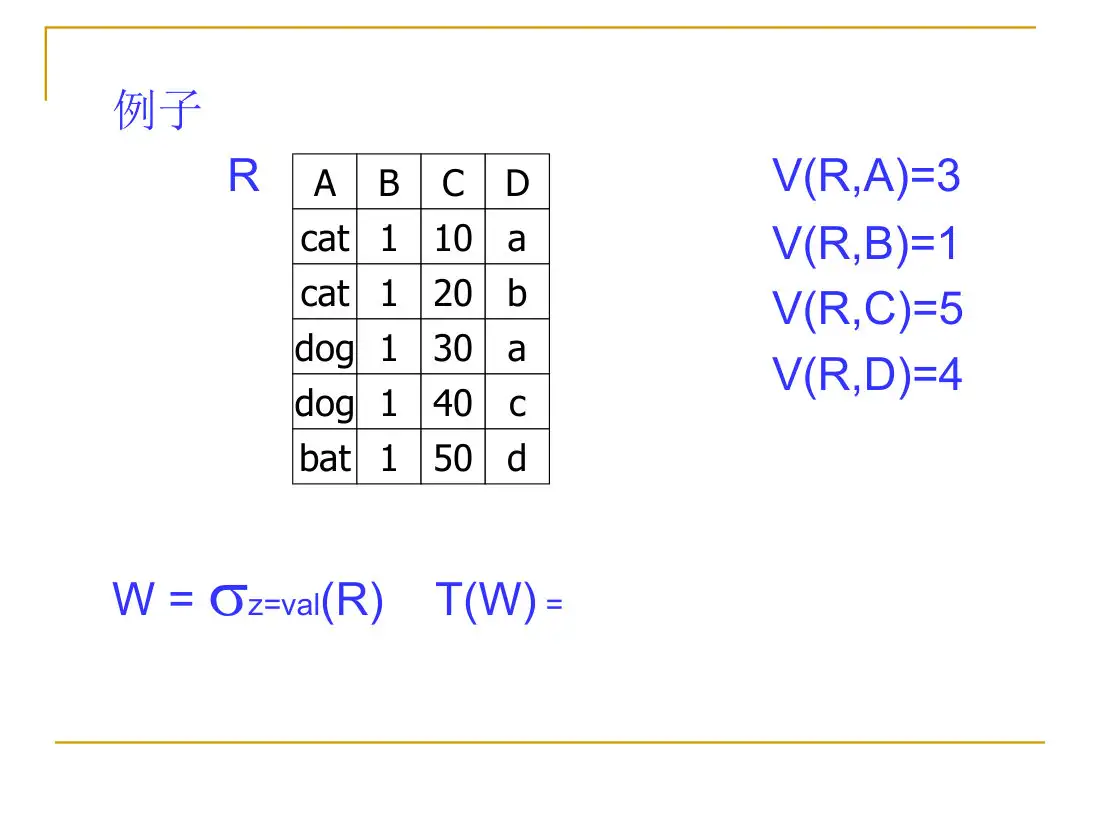 例子
R
A B C D
cat 1 10 a
cat 1 20 b
dog 1 30 a
dog 1 40 c
bat 1 50 d
V(R,A)=3
V(R,B)=1
V(R,C)=5
V(R,D)=4
W = σz=val(R) T(W) =